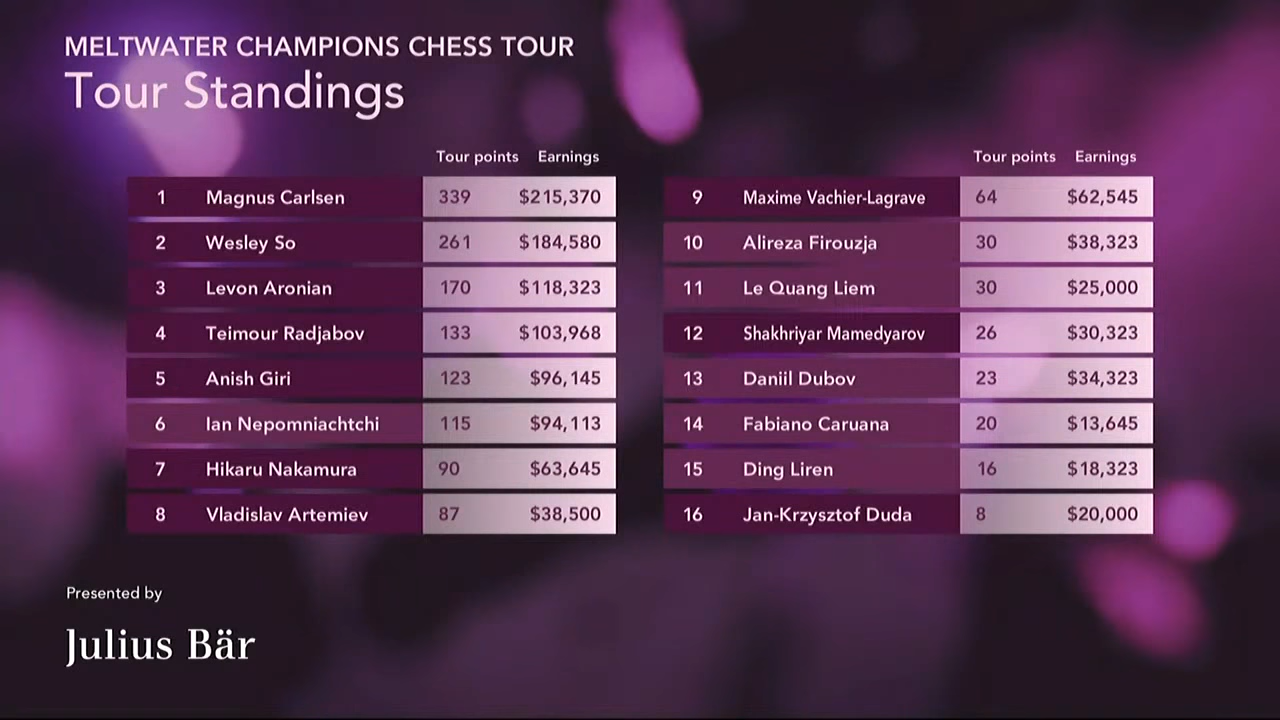 MELTWATER CHAMPIONS CHESS TOUR
Tour Standings
Tour points Earnings
1 Magnus Carlsen 339 $215,370
2 Wesley So 261 $184,580
3 Levon Aronian 170 $118,323
4 Teimour Radjabov 133 $103,968
5 Anish Giri 123 $96,145
6 Ian Nepomniachtchi 115 $94,113
7 Hikaru Nakamura 90 $63,645
8 Vladislav Artemiev 87 $38,500
Tour points Earnings
9 Maxime Vachier-Lagrave 64 $62,545
10 Alireza Firouzja 30 $38,323
11 Le Quang Liem 30 $25,000
12 Shakhriyar Mamedyarov 26 $30,323
13 Daniil Dubov 23 $34,323
14 Fabiano Caruana 20 $13,645
15 Ding Liren 16 $18,323
16 Jan-Krzysztof Duda 8 $20,000
Presented by
Julius Bär